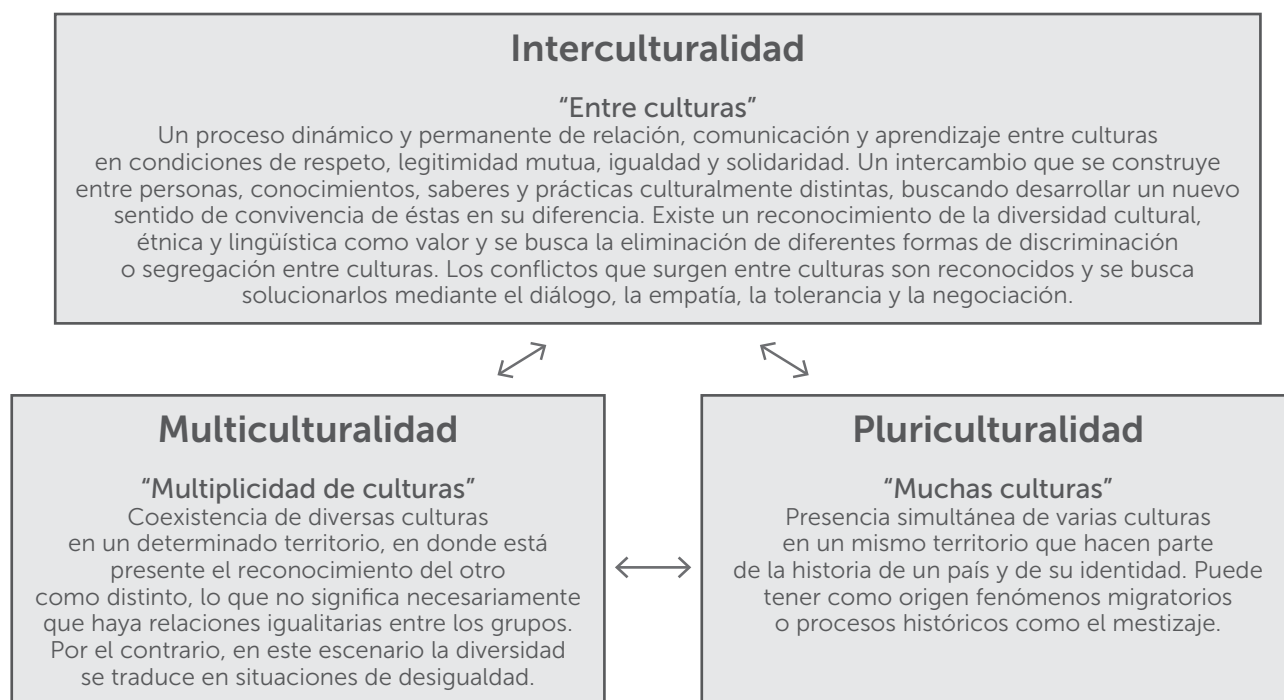 Interculturalidad
“Entre culturas”
Un proceso dinámico y permanente de relación, comunicación y aprendizaje entre culturas
en condiciones de respeto, legitimidad mutua, igualdad y solidaridad. Un intercambio que se construye
entre personas, conocimientos, saberes y prácticas culturalmente distintas, buscando desarrollar un nuevo
sentido de convivencia de éstas en su diferencia. Existe un reconocimiento de la diversidad cultural,
étnica y lingüística como valor y se busca la eliminación de diferentes formas de discriminación
o segregación entre culturas. Los conflictos que surgen entre culturas son reconocidos y se busca
solucionarlos mediante el diálogo, la empatía, la tolerancia y la negociación.
Multiculturalidad
“Multiplicidad de culturas”
Coexistencia de diversas culturas
en un determinado territorio, en donde está
presente el reconocimiento del otro
como distinto, lo que no significa necesariamente
que haya relaciones igualitarias entre los grupos.
Por el contrario, en este escenario la diversidad
se traduce en situaciones de desigualdad.
Pluriculturalidad
“Muchas culturas”
Presencia simultánea de varias culturas
en un mismo territorio que hacen parte
de la historia de un país y de su identidad. Puede
tener como origen fenómenos migratorios
o procesos históricos como el mestizaje.